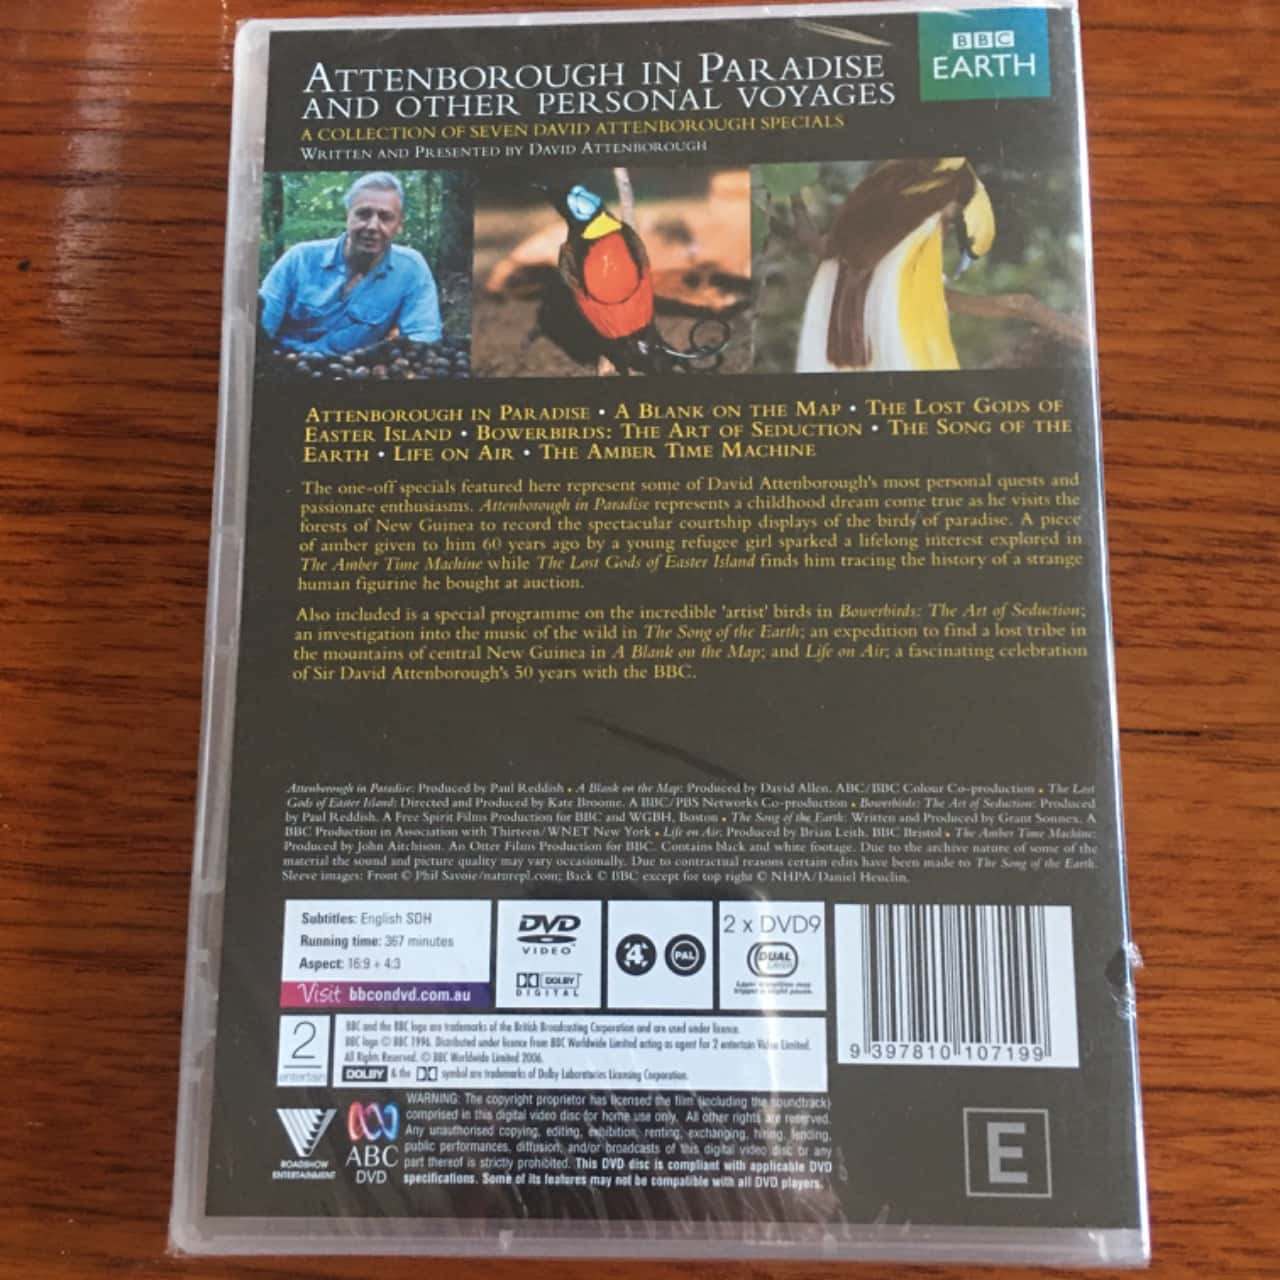 BBC
EARTH
ATTENBOROUGH IN PARADISE
AND OTHER PERSONAL VOYAGES
A COLLECTION OF SEVEN DAVID ATTENBOROUGH SPECIALS
WRITTEN AND PRESENTED BY DAVID ATTENBOROUGH
ATTENBOROUGH IN PARADISE • A BLANK ON THE MAP • THE LOST GODS OF
EASTER ISLAND • BOWERBIRDS: THE ART OF SEDUCTION • THE SONG OF THE
EARTH • LIFE ON AIR • THE AMBER TIME MACHINE
The one-off specials featured here represent some of David Attenborough's most personal quests and
passionate enthusiasms. Attenborough in Paradise represents a childhood dream come true as he visits the
forests of New Guinea to record the spectacular courtship displays of the birds of paradise. A piece
of amber given to him 60 years ago by a young refugee girl sparked a lifelong interest explored in
The Amber Time Machine while The Lost Gods of Easter Island finds him tracing the history of a strange
human figurine he bought at auction.
Also included is a special programme on the incredible 'artist' birds in Bowerbirds: The Art of Seduction;
an investigation into the music of the wild in The Song of the Earth; an expedition to find a lost tribe in
the mountains of central New Guinea in A Blank on the Map; and Life on Air; a fascinating celebration
of Sir David Attenborough's 50 years with the BBC.
Attenborough in Paradise: Produced by Paul Reddish • A Blank on the Map: Produced by David Allen. ABC/BBC Colour Co-production • The Lost
Gods of Easter Island: Directed and Produced by Kate Broome. A BBC/PBS Networks Co-production • Bowerbirds: The Art of Seduction: Produced
by Paul Reddish. A Free Spirit Films Production for BBC and WGBH, Boston • The Song of the Earth: Written and Produced by Grant Sonnex. A
BBC Production in Association with Thirteen/WNET New York • Life on Air: Produced by Brian Leith. BBC Bristol • The Amber Time Machine:
Produced by John Aitchison. An Otter Films Production for BBC. Contains black and white footage. Due to the archive nature of some of the
material the sound and picture quality may vary occasionally. Due to contractual reasons certain edits have been made to The Song of the Earth.
Sleeve images: Front © Phil Savoie/naturepl.com; Back © BBC except for top right © NHPA/Daniel Heuclin.
Subtitles: English SDH
Running time: 367 minutes
Aspect: 16:9 + 4:3
Visit bbcondvd.com.au
DVD
VIDEO
DOLBY
DIGITAL
4
PAL
2 x DVD9
DUAL
LAYER
Layer transition may
trigger a slight pause.
9 397810 107199
2
entertain
BBC and the BBC logo are trademarks of the British Broadcasting Corporation and are used under licence.
BBC logo © BBC 1996. Distributed under licence from BBC Worldwide Limited acting as agent for 2 entertain Video Limited.
All Rights Reserved. © BBC Worldwide Limited 2006.
DOLBY & the symbol are trademarks of Dolby Laboratories Licensing Corporation.
ROADSHOW
ENTERTAINMENT
ABC
DVD
WARNING: The copyright proprietor has licensed the film (including the soundtrack)
comprised in this digital video disc for home use only. All other rights are reserved.
Any unauthorised copying, editing, exhibition, renting, exchanging, hiring, lending,
public performances, diffusion, and/or broadcasts of this digital video disc or any
part thereof is strictly prohibited. This DVD disc is compliant with applicable DVD
specifications. Some of its features may not be compatible with all DVD players.
E